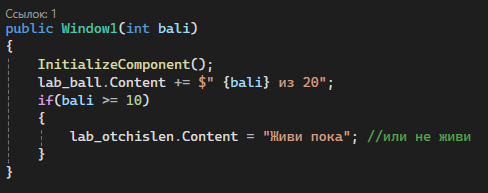 Ссылок: 1
public Window1(int bali)
{
InitializeComponent();
lab_ball.Content += $" {bali} из 20";
if(bali >= 10)
{
lab_otchislen.Content = "Живи пока"; //или не живи
}
}